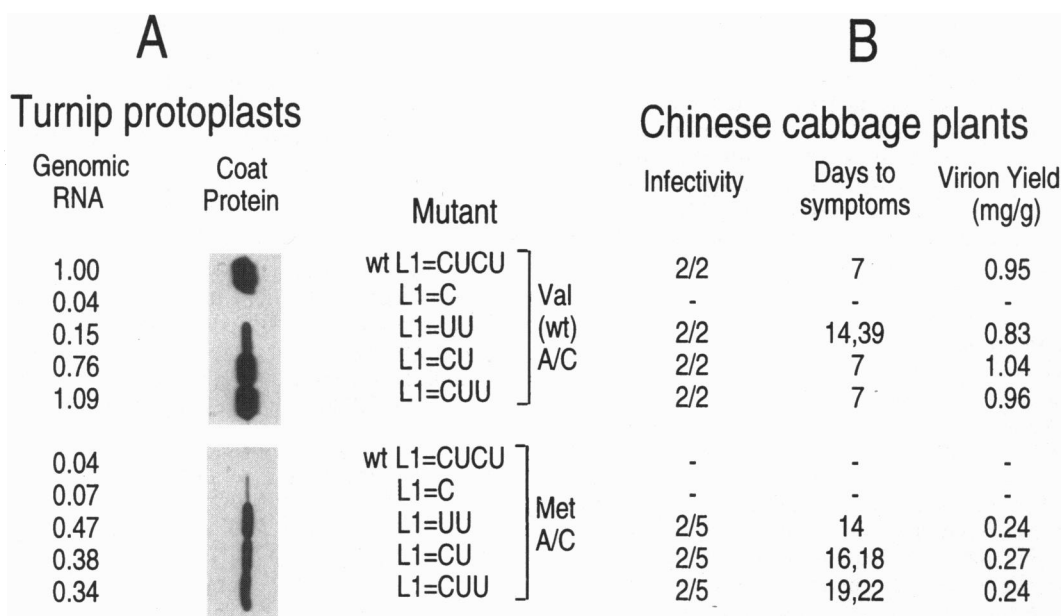 A B
Turnip protoplasts Chinese cabbage plants
Genomic RNA Coat Protein Mutant Infectivity Days to symptoms Virion Yield (mg/g)
1.00 wt L1=CUCU 2/2 7 0.95
0.04 L1=C Val - - -
0.15 L1=UU (wt) 2/2 14,39 0.83
0.76 L1=CU A/C 2/2 7 1.04
1.09 L1=CUU 2/2 7 0.96
0.04 wt L1=CUCU - - -
0.07 L1=C - - -
0.47 L1=UU Met 2/5 14 0.24
0.38 L1=CU A/C 2/5 16,18 0.27
0.34 L1=CUU 2/5 19,22 0.24